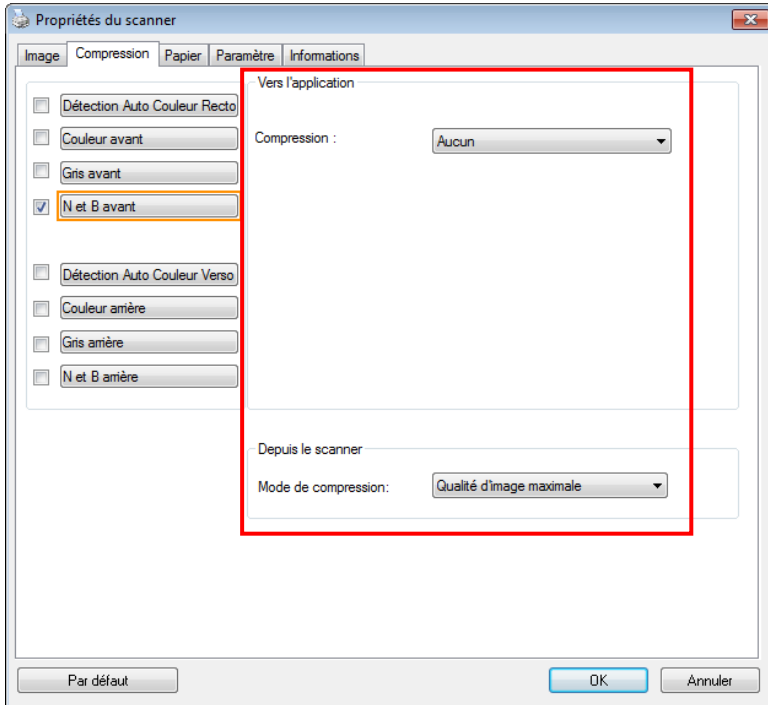 Propriétés du scanner
Image Compression Papier Paramètre Informations
Vers l'application
Détection Auto Couleur Recto
Couleur avant
Compression : Aucun
Gris avant
N et B avant
Détection Auto Couleur Verso
Couleur arrière
Gris arrière
N et B arrière
Depuis le scanner
Mode de compression: Qualité d'image maximale
Par défaut OK Annuler